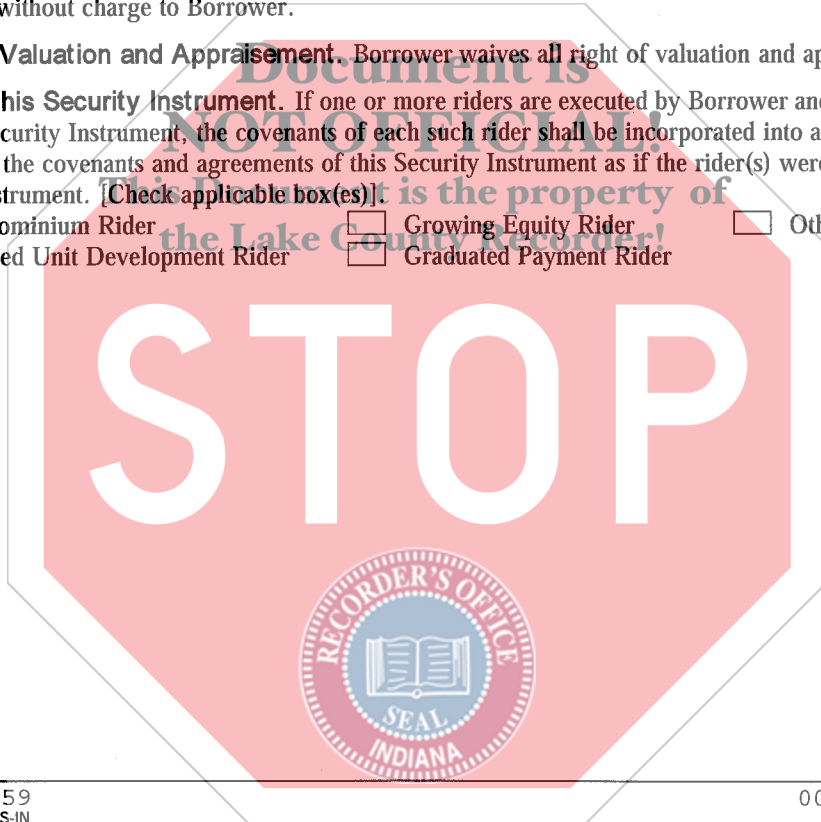 without charge to Borrower.
Valuation and Appraisement. Borrower waives all right of valuation and ap
Document is
his Security Instrument. If one or more riders are executed by Borrower and
curity Instrument, the covenants of each such rider shall be incorporated into a
NOT OFFICIAL!
the covenants and agreements of this Security Instrument as if the rider(s) were
strument. [Check applicable box(es)].
This Document is the property of
ominium Rider Growing Equity Rider Oth
the Lake County Recorder!
ed Unit Development Rider Graduated Payment Rider
STOP
RECORDER'S OFFICE
SEAL
INDIANA
59 00
S-IN